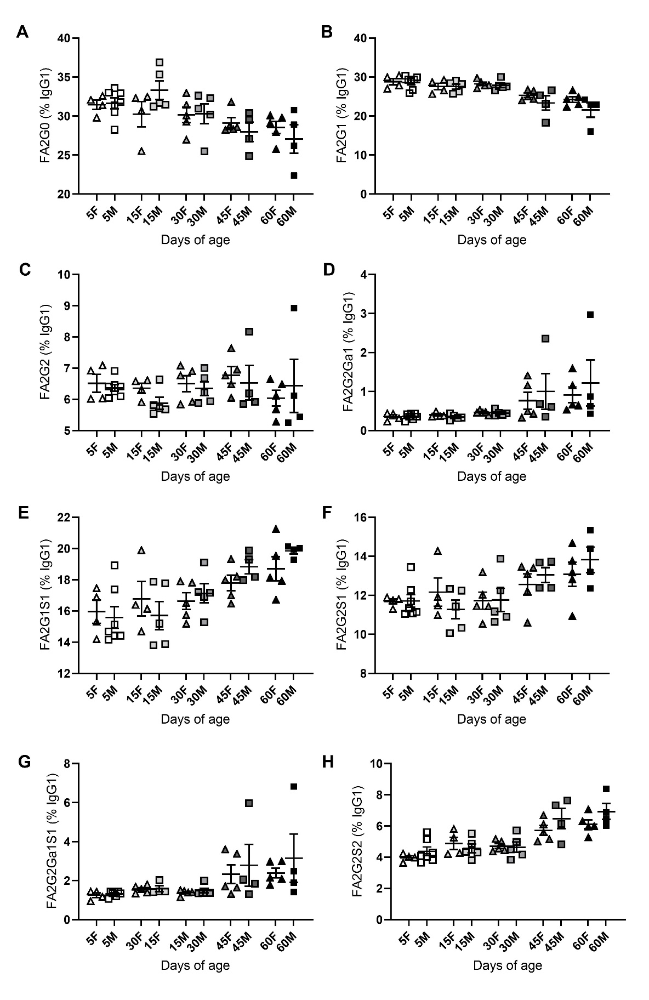 A
FA2G0 (% IgG1)
40
35
30
25
20
5F 5M 15F 15M 30F 30M 45F 45M 60F 60M
Days of age
B
FA2G1 (% IgG1)
40
30
20
10
0
5F 5M 15F 15M 30F 30M 45F 45M 60F 60M
Days of age
C
FA2G2 (% IgG1)
10
9
8
7
6
5
5F 5M 15F 15M 30F 30M 45F 45M 60F 60M
Days of age
D
FA2G2Ga1 (% IgG1)
4
3
2
1
0
5F 5M 15F 15M 30F 30M 45F 45M 60F 60M
Days of age
E
FA2G1S1 (% IgG1)
22
20
18
16
14
12
5F 5M 15F 15M 30F 30M 45F 45M 60F 60M
Days of age
F
FA2G2S1 (% IgG1)
16
14
12
10
8
5F 5M 15F 15M 30F 30M 45F 45M 60F 60M
Days of age
G
FA2G2Ga1S1 (% IgG1)
8
6
4
2
0
5F 5M 30F 15F 15M 30M 45F 45M 60F 60M
Days of age
H
FA2G2S2 (% IgG1)
10
8
6
4
2
0
5F 5M 15F 15M 30F 30M 45F 45M 60F 60M
Days of age